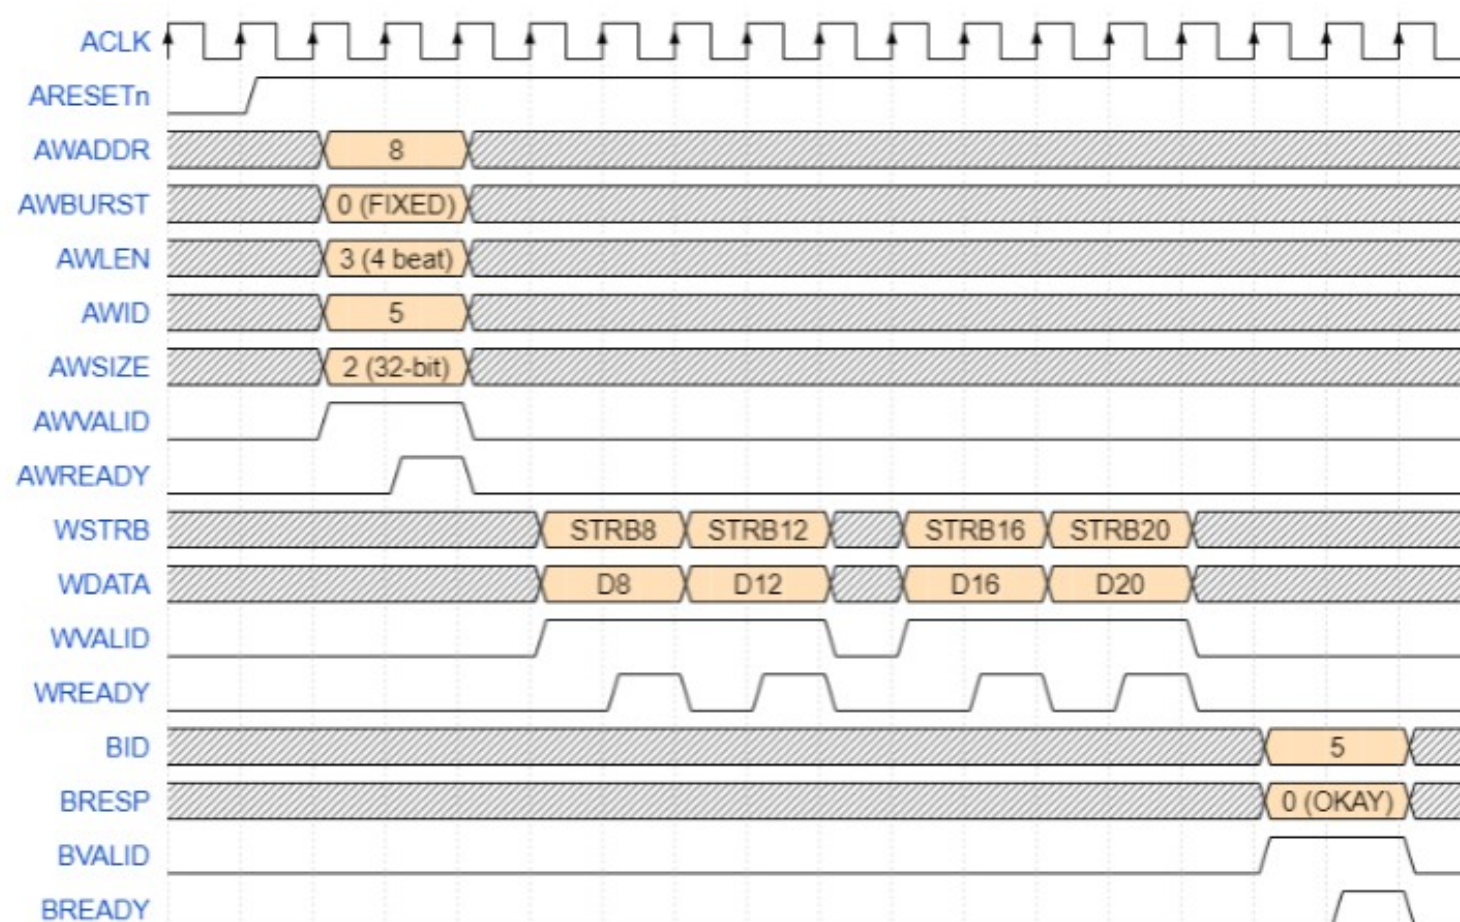 ACLK
ARESETn
AWADDR 8
AWBURST 0 (FIXED)
AWLEN 3 (4 beat)
AWID 5
AWSIZE 2 (32-bit)
AWVALID
AWREADY
WSTRB STRB8 STRB12 STRB16 STRB20
WDATA D8 D12 D16 D20
WVALID
WREADY
BID 5
BRESP 0 (OKAY)
BVALID
BREADY